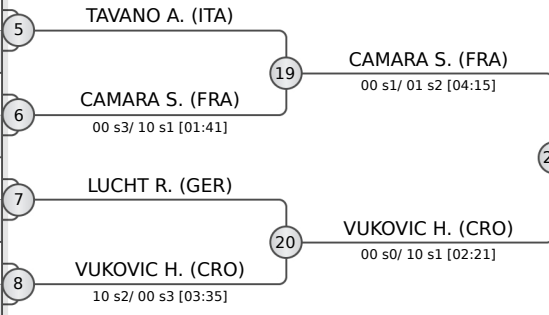 TAVANO A. (ITA)
5
19
CAMARA S. (FRA)
00 s1/ 01 s2 [04:15]
CAMARA S. (FRA)
6
00 s3/ 10 s1 [01:41]
LUCHT R. (GER)
7
20
VUKOVIC H. (CRO)
00 s0/ 10 s1 [02:21]
VUKOVIC H. (CRO)
8
10 s2/ 00 s3 [03:35]